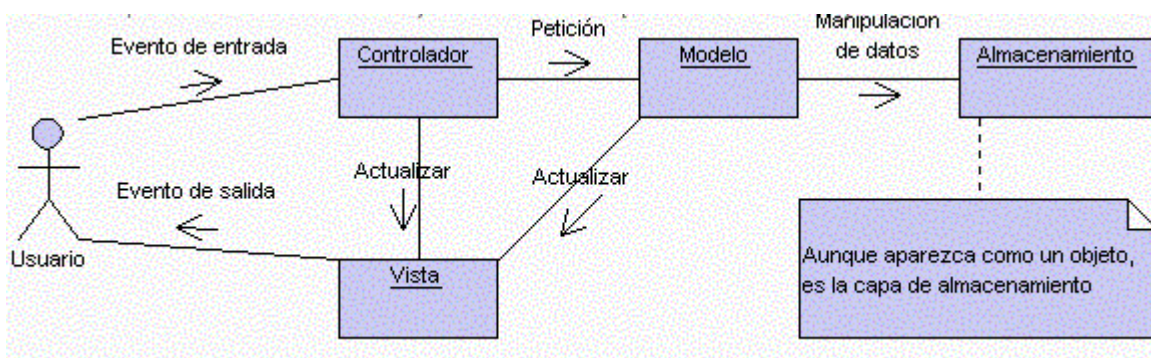 Evento de entrada
Controlador
Petición
Modelo
Manipulacion
de datos
Almacenamiento
Actualizar
Actualizar
Evento de salida
Usuario
Vista
Aunque aparezca como un objeto,
es la capa de almacenamiento